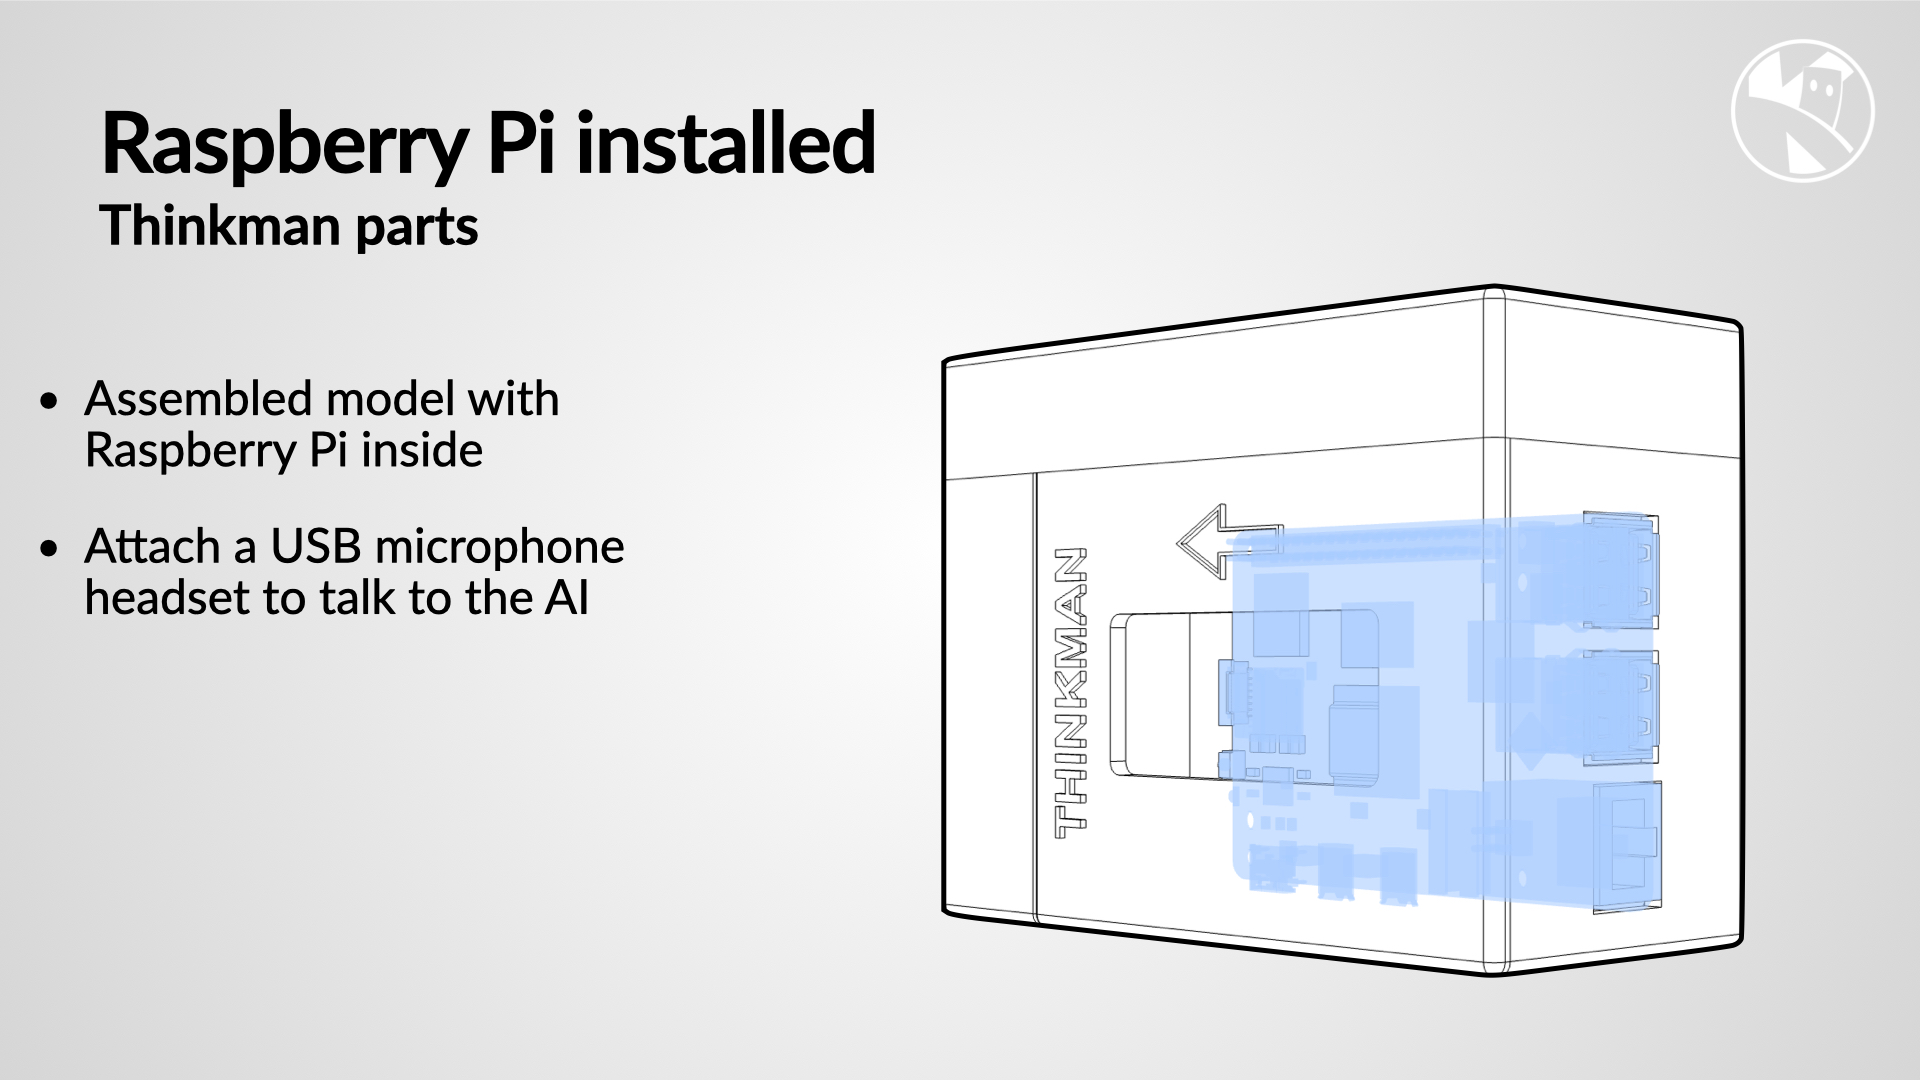 Raspberry Pi installed
Thinkman parts
• Assembled model with
Raspberry Pi inside
• Attach a USB microphone
headset to talk to the AI
THINKMAN